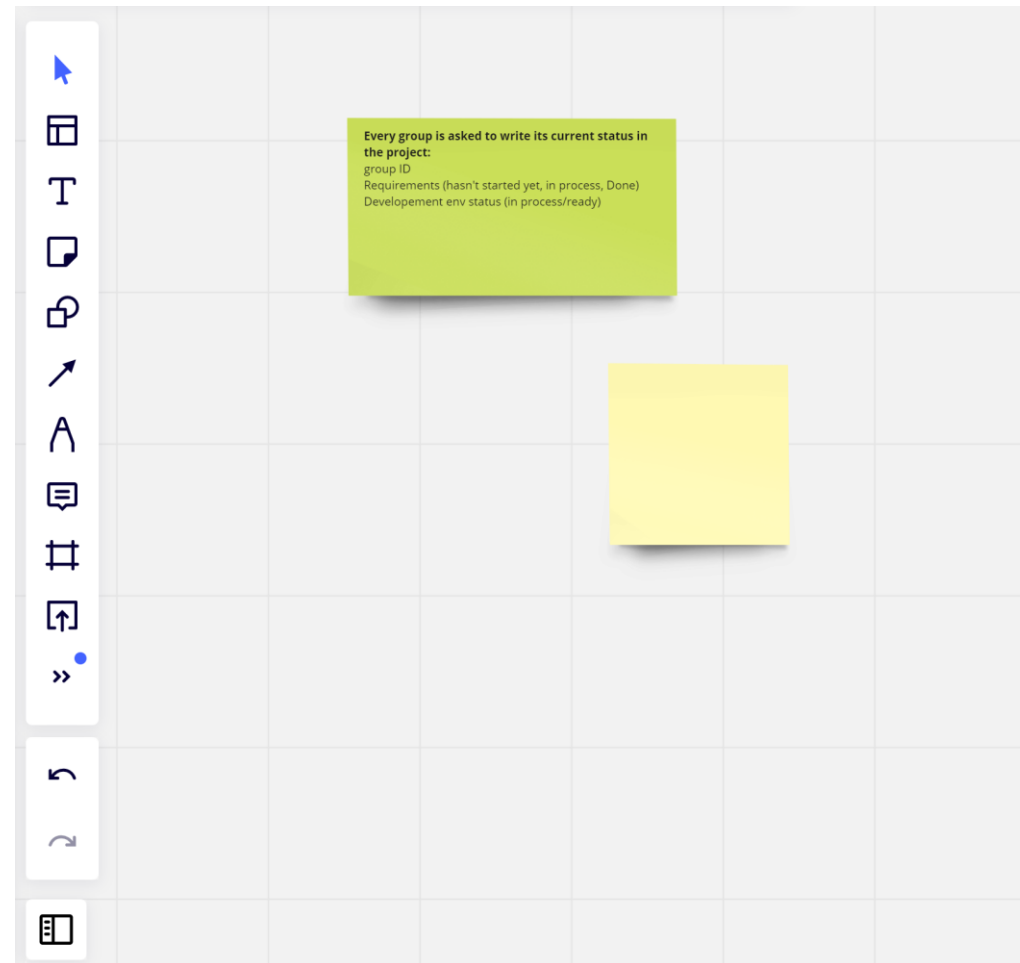 Every group is asked to write its current status in
the project:
group ID
Requirements (hasn't started yet, in process, Done)
Developement env status (in process/ready)